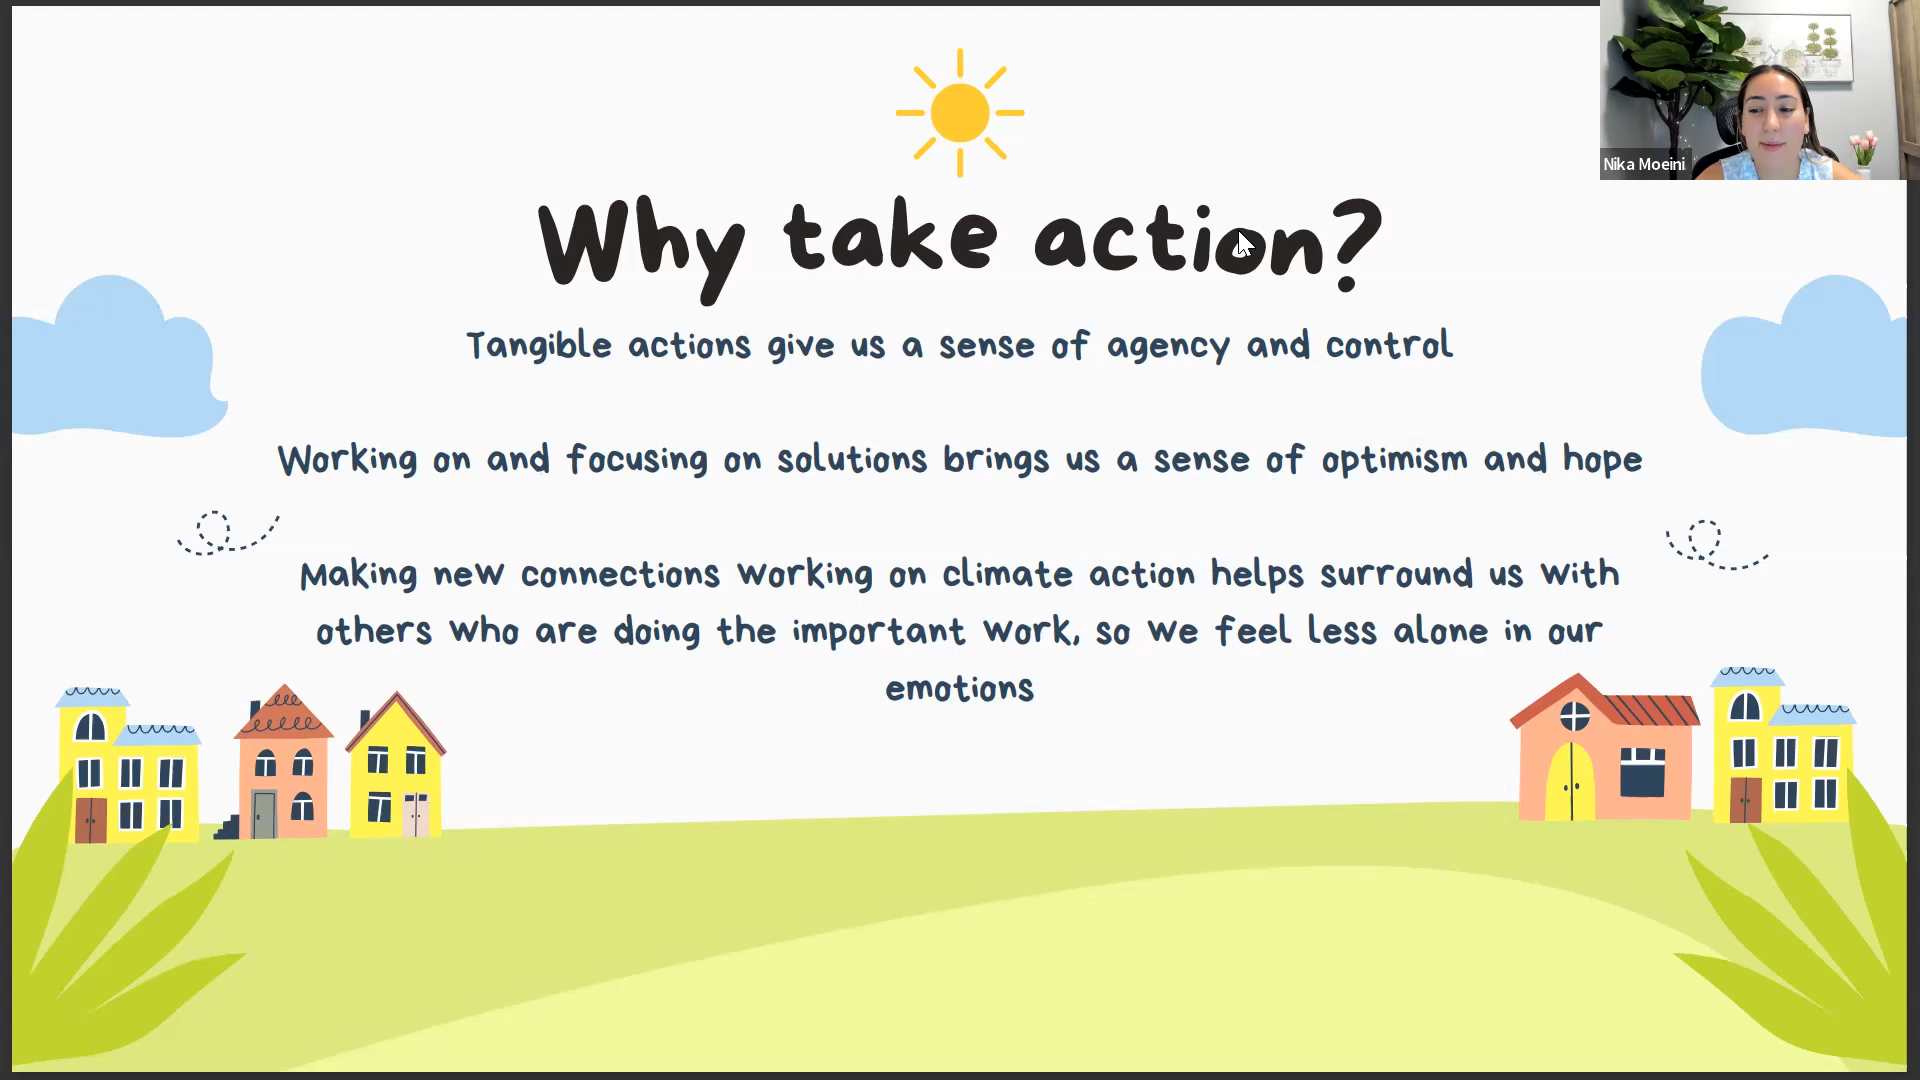 Nika Moeini
Why take action?
Tangible actions give us a sense of agency and control
Working on and focusing on solutions brings us a sense of optimism and hope
Making new connections working on climate action helps surround us with
others who are doing the important work, so we feel less alone in our
emotions